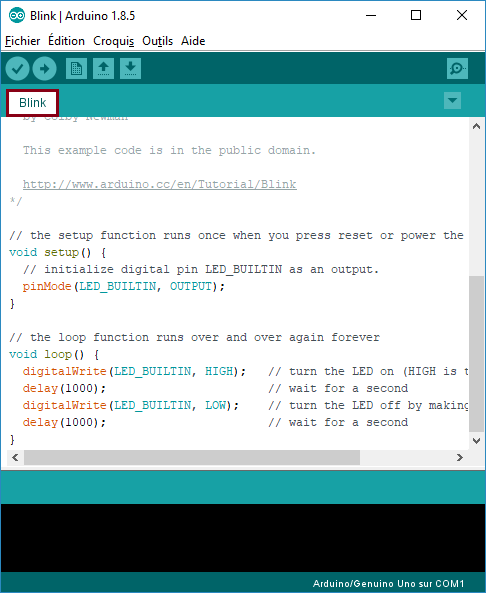 Blink | Arduino 1.8.5
Fichier Édition Croquis Outils Aide
Blink
by Colby Newman
This example code is in the public domain.
http://www.arduino.cc/en/Tutorial/Blink
*/
// the setup function runs once when you press reset or power the
void setup() {
// initialize digital pin LED_BUILTIN as an output.
pinMode(LED_BUILTIN, OUTPUT);
}
// the loop function runs over and over again forever
void loop() {
digitalWrite(LED_BUILTIN, HIGH); // turn the LED on (HIGH is t
delay(1000); // wait for a second
digitalWrite(LED_BUILTIN, LOW); // turn the LED off by making
delay(1000); // wait for a second
}
Arduino/Genuino Uno sur COM1